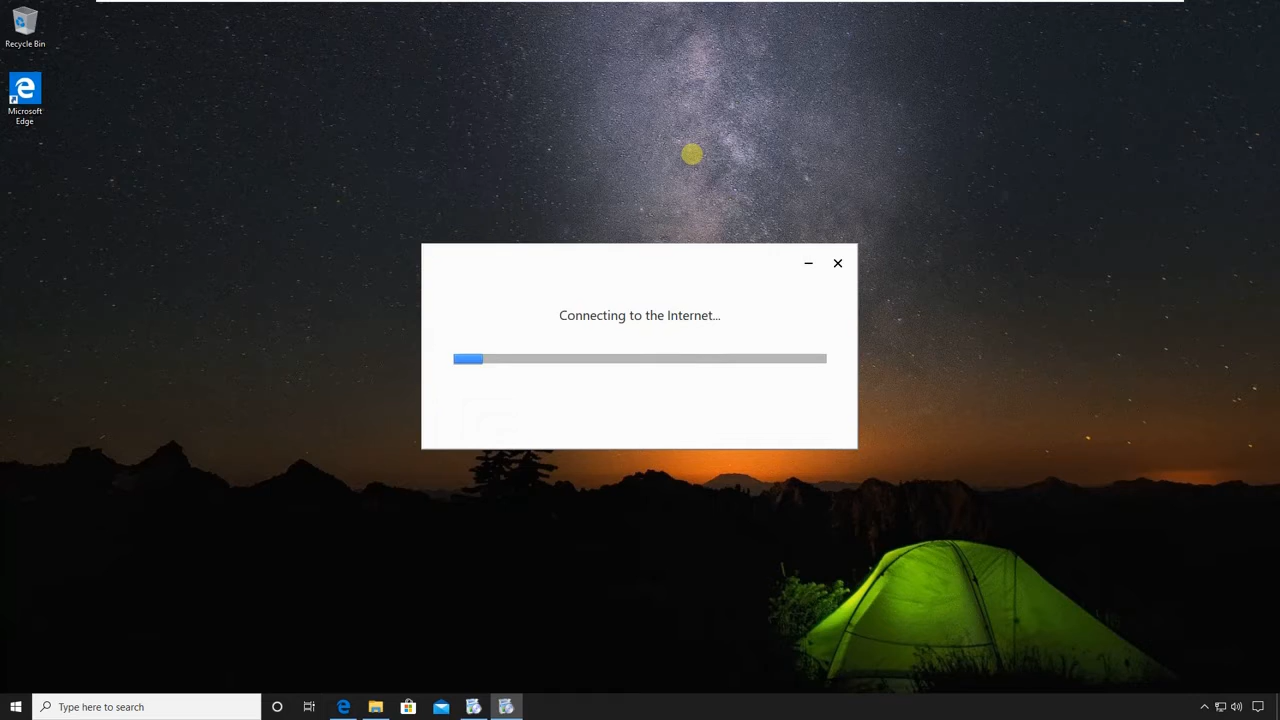 Recycle Bin
Microsoft
Edge
Connecting to the Internet...
Type here to search